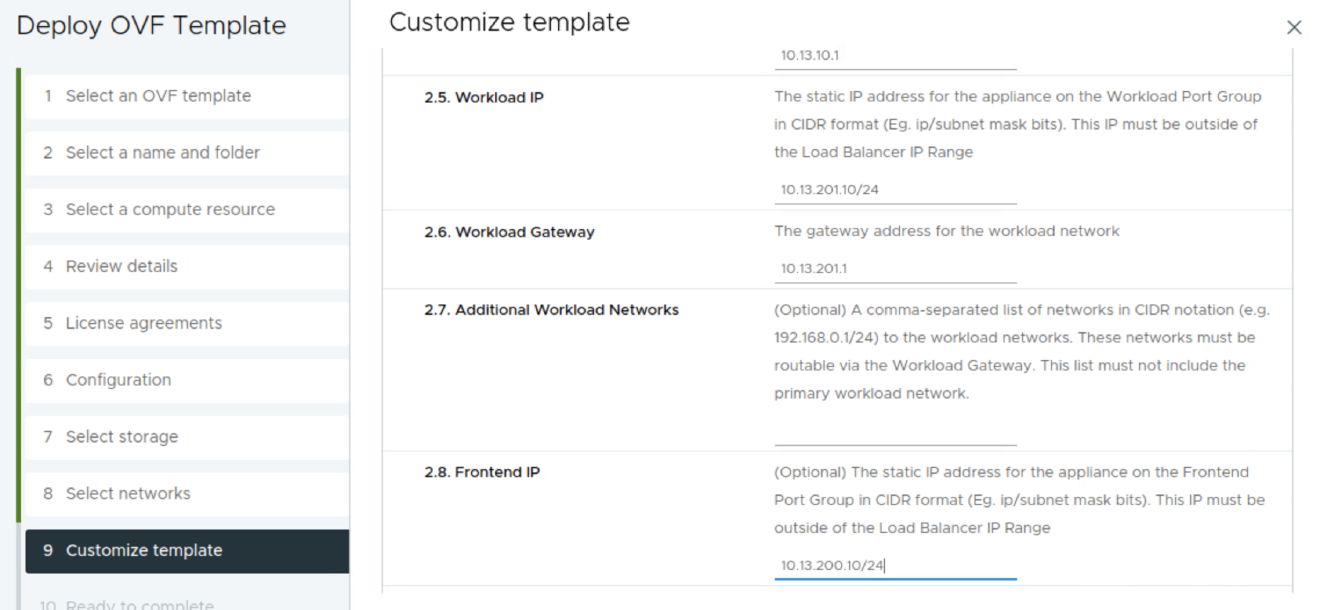 Deploy OVF Template
1 Select an OVF template
2 Select a name and folder
3 Select a compute resource
4 Review details
5 License agreements
6 Configuration
7 Select storage
8 Select networks
9 Customize template
10 Ready to complete
Customize template
10.13.10.1
2.5. Workload IP
The static IP address for the appliance on the Workload Port Group
in CIDR format (Eg. ip/subnet mask bits). This IP must be outside of
the Load Balancer IP Range
10.13.201.10/24
2.6. Workload Gateway
The gateway address for the workload network
10.13.201.1
2.7. Additional Workload Networks
(Optional) A comma-separated list of networks in CIDR notation (e.g.
192.168.0.1/24) to the workload networks. These networks must be
routable via the Workload Gateway. This list must not include the
primary workload network.
2.8. Frontend IP
(Optional) The static IP address for the appliance on the Frontend
Port Group in CIDR format (Eg. ip/subnet mask bits). This IP must be
outside of the Load Balancer IP Range
10.13.200.10/24